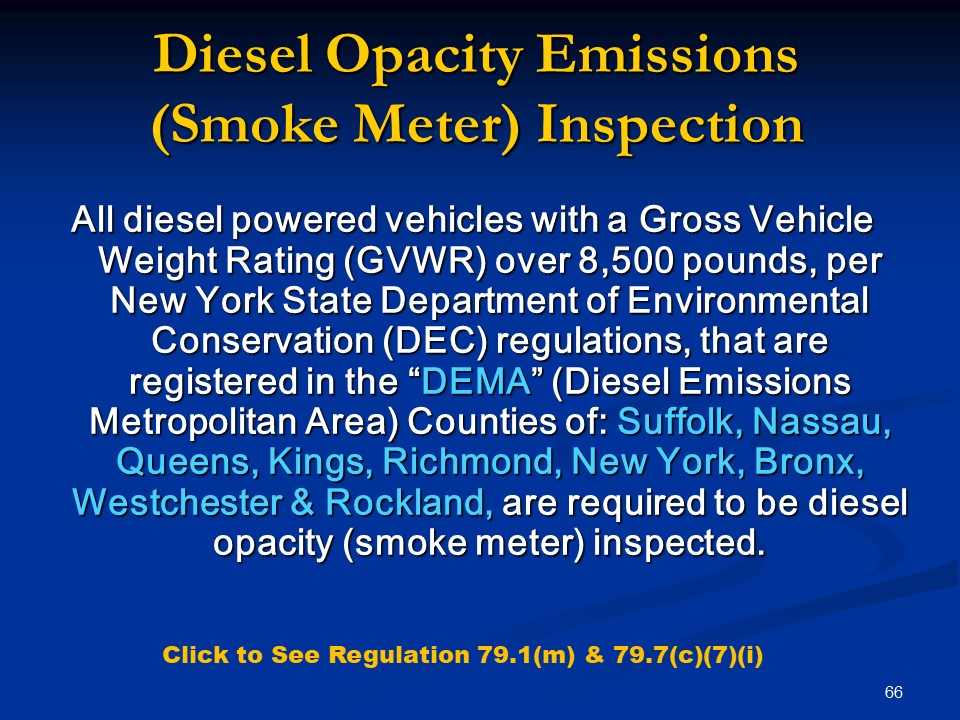 Diesel Opacity Emissions
(Smoke Meter) Inspection
All diesel powered vehicles with a Gross Vehicle
Weight Rating (GVWR) over 8,500 pounds, per
New York State Department of Environmental
Conservation (DEC) regulations, that are
registered in the “DEMA” (Diesel Emissions
Metropolitan Area) Counties of: Suffolk, Nassau,
Queens, Kings, Richmond, New York, Bronx,
Westchester & Rockland, are required to be diesel
opacity (smoke meter) inspected.
Click to See Regulation 79.1(m) & 79.7(c)(7)(i)
66